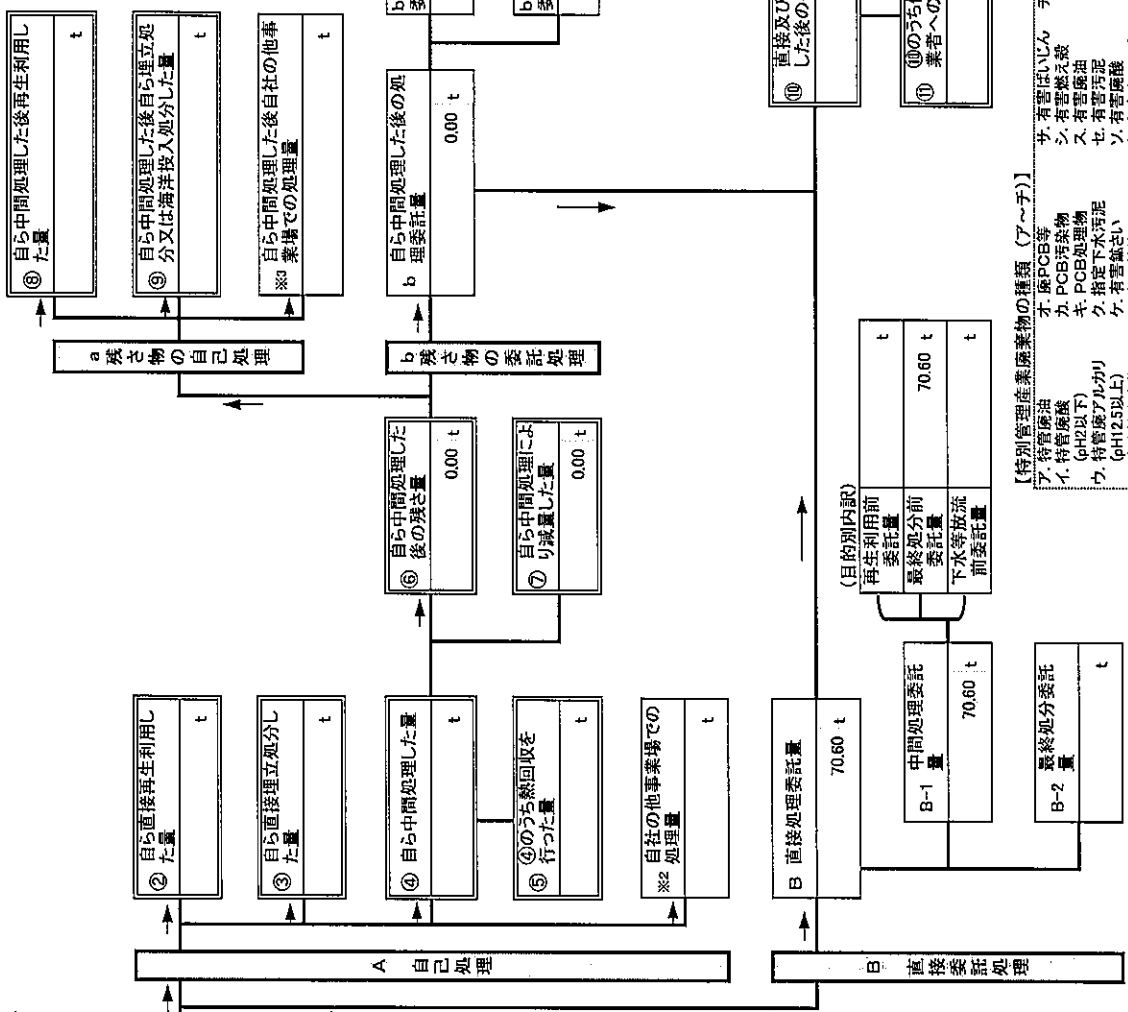 ② 自ら直接再生利用し
た量
t
③ 自ら直接埋立処分し
た量
t
④ 自ら中間処理した量
t
⑤ ④のうち熱回収を
行った量
t
※2 自社の他事業場での
処理量
t
A 自己処理
⑥ 自ら中間処理した
後の残さ量
0.00 t
⑦ 自ら中間処理によ
り減量した量
0.00 t
a 残さ物の自己処理
b 残さ物の委託処理
⑧ 自ら中間処理した後再生利用し
た量
t
⑨ 自ら中間処理した後自ら埋立処
分又は海洋投入処分した量
t
※3 自ら中間処理した後自社の他事
業場での処理量
t
b 自ら中間処理した後の処
理委託量
0.00 t
b
委
b
委
B 直接委託処理
B 直接処理委託量
70.60 t
B-1 中間処理委託
量
70.60 t
B-2 最終処分委託
量
t
(目的別内訳)
再生利用前
委託量
t
最終処分前
委託量
70.60 t
下水等放流
前委託量
t
⑩ 直接及び
した後の
⑪ ⑩のうち
業者への
【特別管理産業廃棄物の種類 (ア～チ)】
ア. 特管廃油
イ. 特管廃酸
(pH2以下)
ウ. 特管廃アルカリ
(pH12.5以上)
オ. 廃PCB等
カ. PCB汚染物
キ. PCB処理物
ク. 指定下水汚泥
ケ. 有害鉱さい
サ. 有害ばいじん
シ. 有害燃え殻
ス. 有害廃油
セ. 有害汚泥
ソ. 有害廃酸
チ